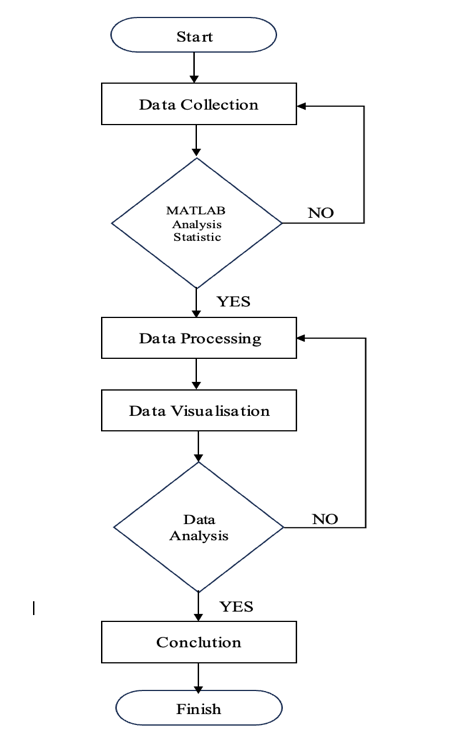 Start
Data Collection
MATLAB
Analysis
Statistic
NO
YES
Data Processing
Data Visualisation
Data
Analysis
NO
YES
Conclution
Finish